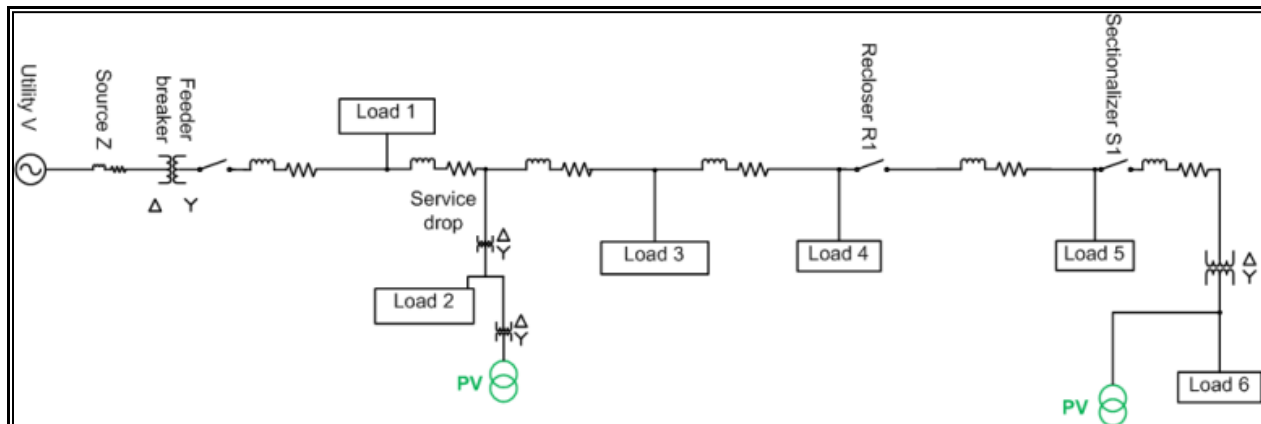 Utility V
Source Z
Feeder
breaker
Δ Y
Load 1
Service
drop
Δ
Y
Load 2
Δ
Y
PV
Load 3
Load 4
Recloser R1
Load 5
Sectionalizer S1
Δ
Y
PV
Load 6